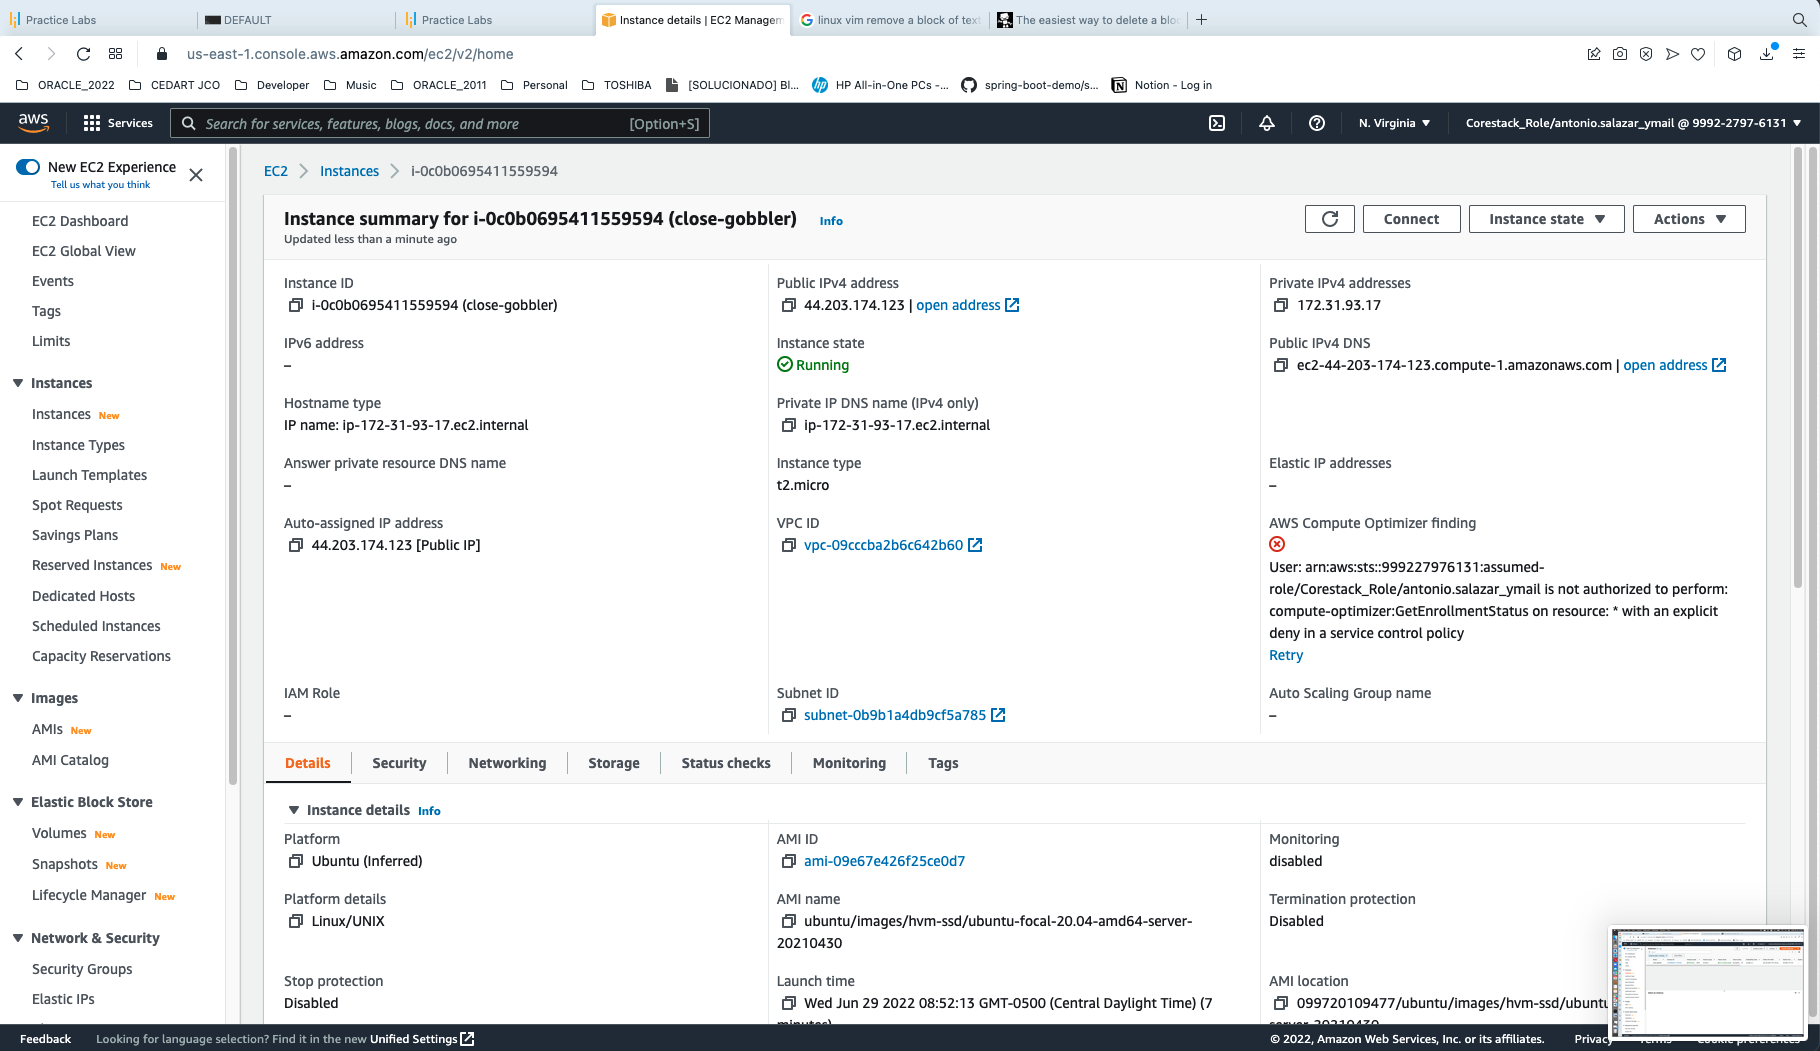 Practice Labs
DEFAULT
Practice Labs
Instance details | EC2 Managem
linux vim remove a block of text
The easiest way to delete a bloc
us-east-1.console.aws.amazon.com/ec2/v2/home
ORACLE_2022
CEDART JCO
Developer
Music
ORACLE_2011
Personal
TOSHIBA
[SOLUCIONADO] Bl...
HP All-in-One PCs -...
spring-boot-demo/s...
Notion - Log in
aws
Services
Search for services, features, blogs, docs, and more
[Option+S]
N. Virginia
Corestack_Role/antonio.salazar_ymail @ 9992-2797-6131
New EC2 Experience
Tell us what you think
EC2 Dashboard
EC2 Global View
Events
Tags
Limits
Instances
Instances New
Instance Types
Launch Templates
Spot Requests
Savings Plans
Reserved Instances New
Dedicated Hosts
Scheduled Instances
Capacity Reservations
Images
AMIs New
AMI Catalog
Elastic Block Store
Volumes New
Snapshots New
Lifecycle Manager New
Network & Security
Security Groups
Elastic IPs
EC2
Instances
i-0c0b0695411559594
Instance summary for i-0c0b0695411559594 (close-gobbler) Info
Updated less than a minute ago
Connect
Instance state
Actions
Instance ID
i-0c0b0695411559594 (close-gobbler)
Public IPv4 address
44.203.174.123 | open address
Private IPv4 addresses
172.31.93.17
IPv6 address
–
Instance state
Running
Public IPv4 DNS
ec2-44-203-174-123.compute-1.amazonaws.com | open address
Hostname type
IP name: ip-172-31-93-17.ec2.internal
Private IP DNS name (IPv4 only)
ip-172-31-93-17.ec2.internal
Answer private resource DNS name
–
Instance type
t2.micro
Elastic IP addresses
–
Auto-assigned IP address
44.203.174.123 [Public IP]
VPC ID
vpc-09cccba2b6c642b60
AWS Compute Optimizer finding
User: arn:aws:sts::999227976131:assumed-
role/Corestack_Role/antonio.salazar_ymail is not authorized to perform:
compute-optimizer:GetEnrollmentStatus on resource: * with an explicit
deny in a service control policy
Retry
IAM Role
–
Subnet ID
subnet-0b9b1a4db9cf5a785
Auto Scaling Group name
–
Details
Security
Networking
Storage
Status checks
Monitoring
Tags
Instance details Info
Platform
Ubuntu (Inferred)
AMI ID
ami-09e67e426f25ce0d7
Monitoring
disabled
Platform details
Linux/UNIX
AMI name
ubuntu/images/hvm-ssd/ubuntu-focal-20.04-amd64-server-
20210430
Termination protection
Disabled
Stop protection
Disabled
Launch time
Wed Jun 29 2022 08:52:13 GMT-0500 (Central Daylight Time) (7
minutes)
AMI location
099720109477/ubuntu/images/hvm-ssd/ubuntu
server-20210430
Feedback
Looking for language selection? Find it in the new Unified Settings
© 2022, Amazon Web Services, Inc. or its affiliates.
Privacy
Terms
Cookie preferences